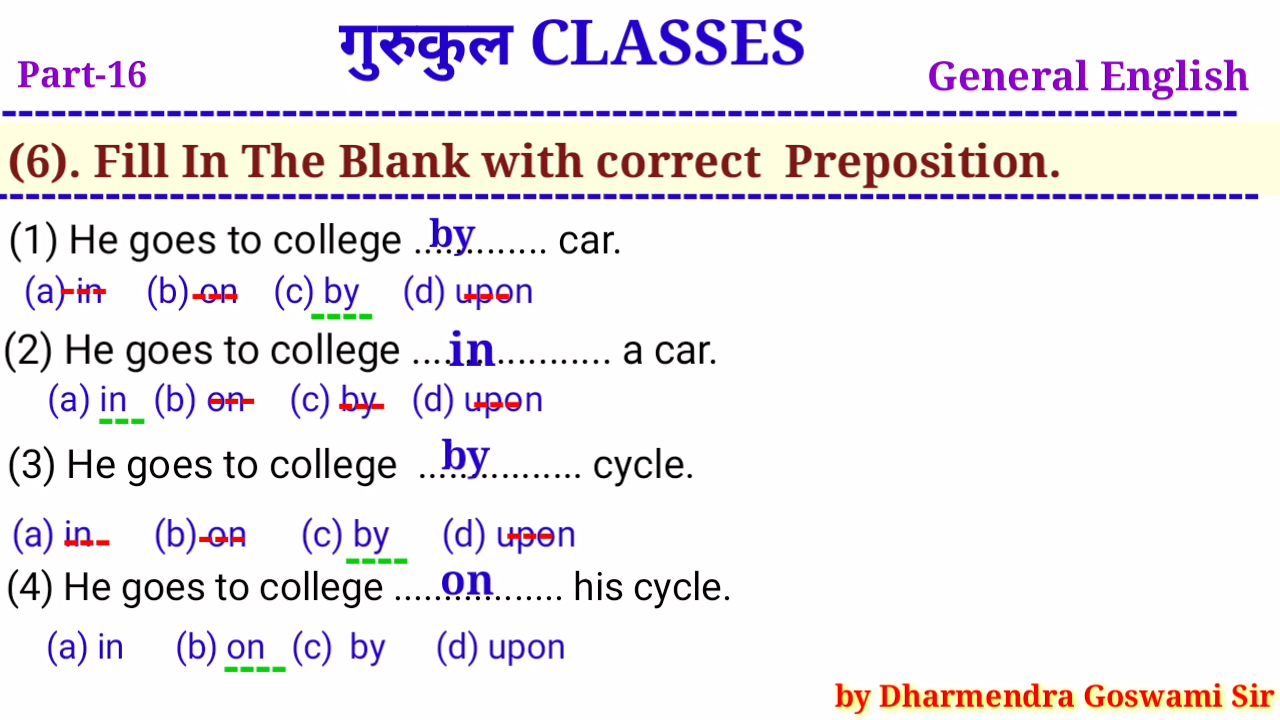 गुरुकुल CLASSES
Part-16
General English
(6). Fill In The Blank with correct Preposition.
(1) He goes to college ....by......... car.
(a) in (b) on (c) by (d) upon
(2) He goes to college ....in............... a car.
(a) in (b) on (c) by (d) upon
(3) He goes to college ...by............. cycle.
(a) in (b) on (c) by (d) upon
(4) He goes to college .....on............ his cycle.
(a) in (b) on (c) by (d) upon
by Dharmendra Goswami Sir